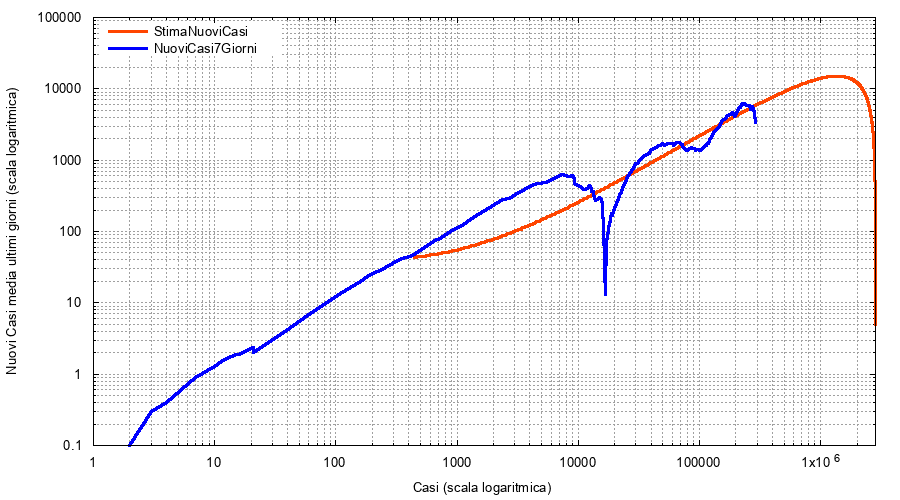 100000
10000
1000
100
10
1
0.1
StimaNuoviCasi
NuoviCasi7Giorni
Nuovi Casi media ultimi giorni (scala logaritmica)
1 10 100 1000 10000 100000 1x10 6
Casi (scala logaritmica)